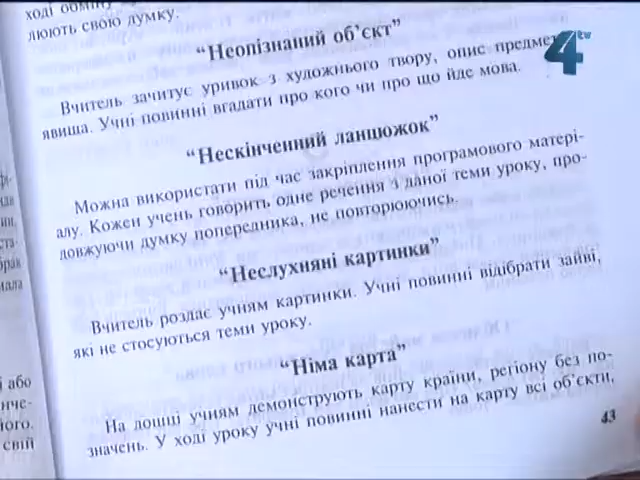 ході обміну
люють свою думку.
“Неопізнаний об’єкт”
Вчитель зачитує уривок з художнього твору, опис предмету
явища. Учні повинні вгадати про кого чи про що йде мова.
“Нескінченний ланцюжок”
Можна використати під час закріплення програмового матері-
алу. Кожен учень говорить одне речення з даної теми уроку, про-
довжуючи думку попередника, не повторюючись.
“Неслухняні картинки”
Вчитель роздає учням картинки. Учні повинні відібрати зайві,
які не стосуються теми уроку.
“Німа карта”
На дошці учням демонструють карту країни, регіону без по-
значень. У ході уроку учні повинні нанести на карту всі об’єкти,
43
4tv
або
свій